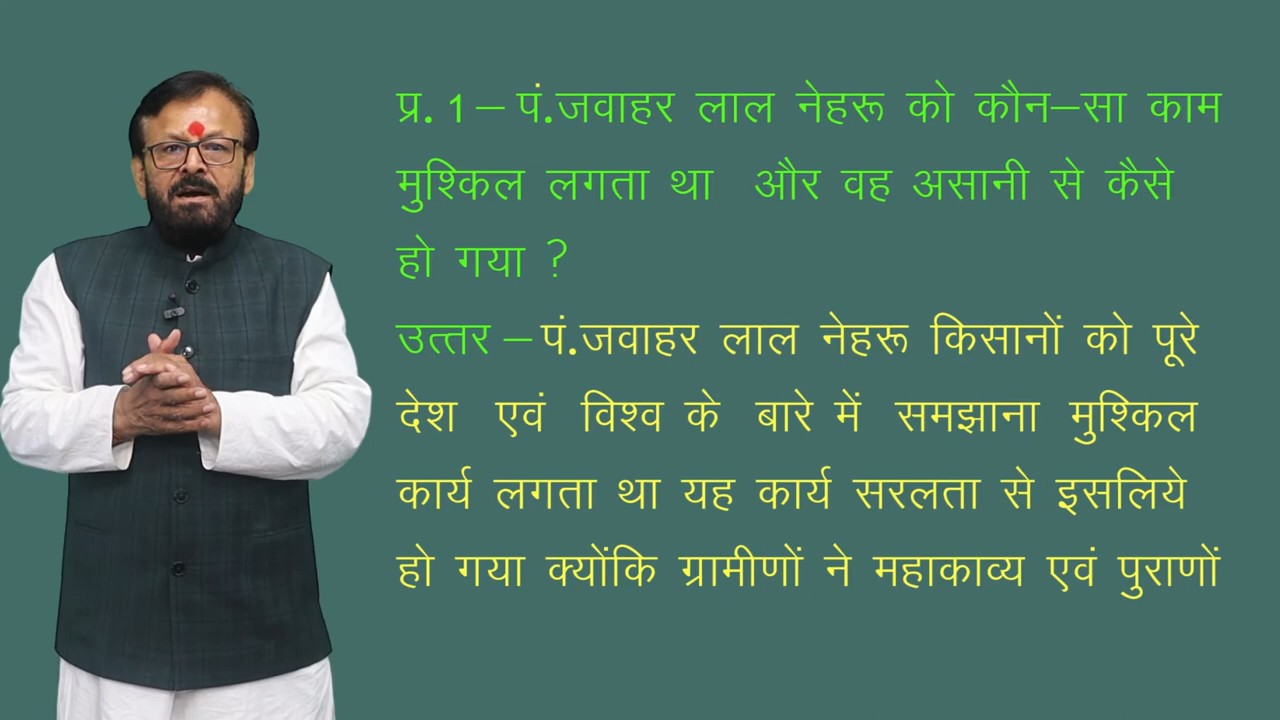 प्र. 1 – पं.जवाहर लाल नेहरू को कौन–सा काम
मुश्किल लगता था और वह असानी से कैसे
हो गया ?
उत्तर – पं.जवाहर लाल नेहरू किसानों को पूरे
देश एवं विश्व के बारे में समझाना मुश्किल
कार्य लगता था यह कार्य सरलता से इसलिये
हो गया क्योंकि ग्रामीणों ने महाकाव्य एवं पुराणों